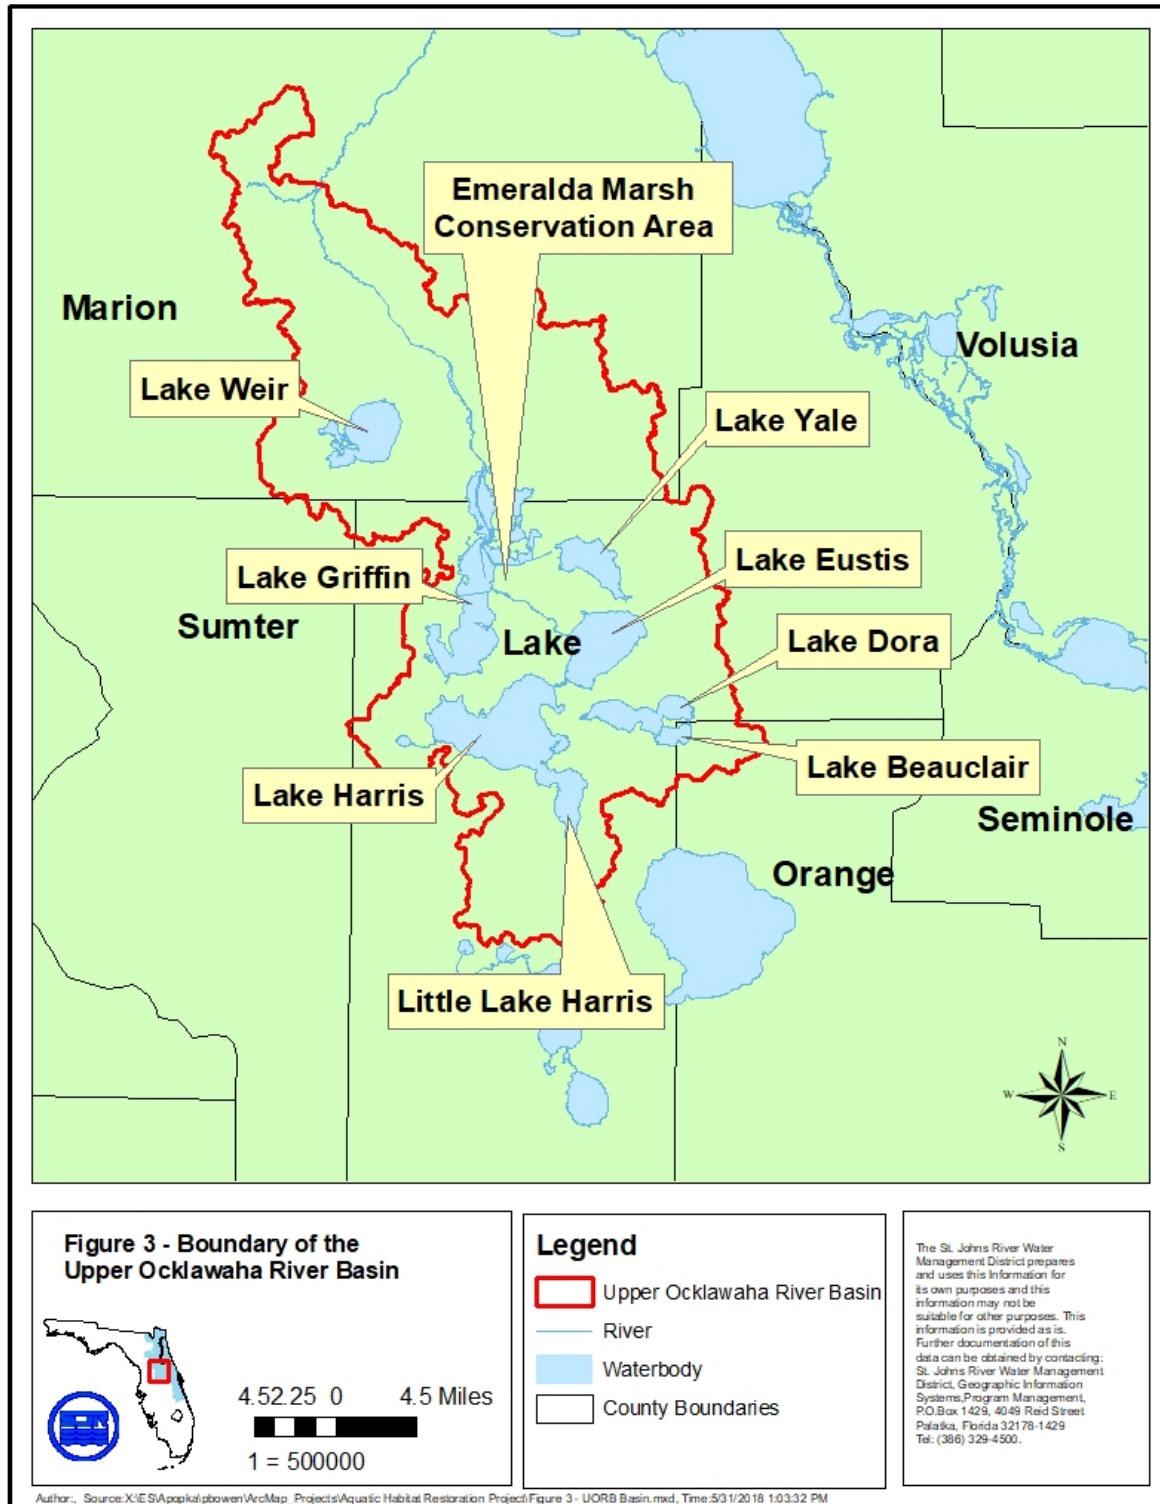 Emeralda Marsh
Conservation Area
Marion
Volusia
Lake Weir
Lake Yale
Lake Eustis
Lake Griffin
Sumter
Lake
Lake Dora
Lake Beauclair
Lake Harris
Seminole
Orange
Little Lake Harris
N
W E
S
Figure 3 - Boundary of the
Upper Ocklawaha River Basin
4.52.25 0 4.5 Miles
1 = 500000
Legend
Upper Ocklawaha River Basin
River
Waterbody
County Boundaries
The St. Johns River Water
Management District prepares
and uses this Information for
its own purposes and this
information may not be
suitable for other purposes. This
information is provided as is.
Further documentation of this
data can be obtained by contacting:
St. Johns River Water Management
District, Geographic Information
Systems,Program Management,
P.O.Box 1429, 4049 Reid Street
Palatka, Florida 32178-1429
Tel: (386) 329-4500.
Author:, Source:X:\ES\Apopka\pbowen\ArcMap_Projects\Aquatic Habitat Restoration Project\Figure 3 - UORB Basin.mxd, Time:5/31/2018 1:03:32 PM